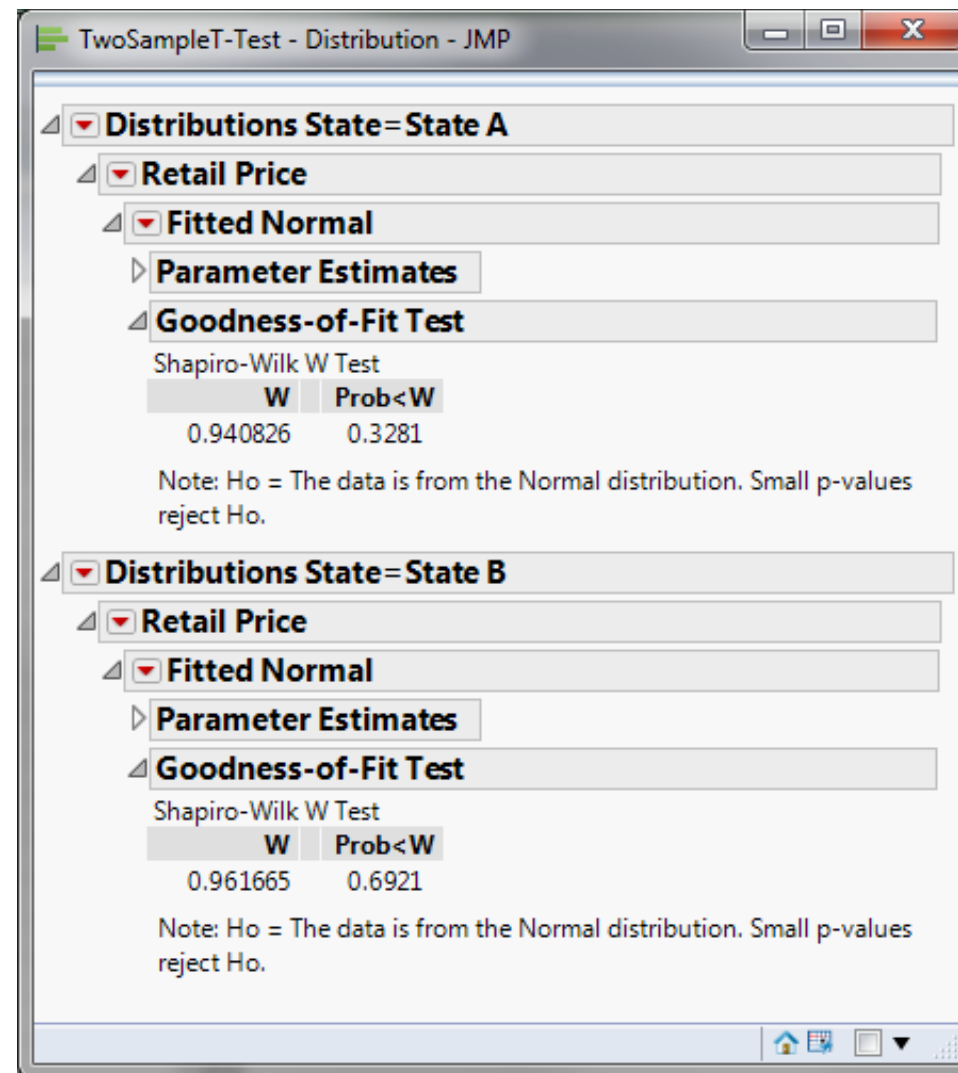 TwoSampleT-Test - Distribution - JMP
Distributions State=State A
Retail Price
Fitted Normal
Parameter Estimates
Goodness-of-Fit Test
Shapiro-Wilk W Test
W Prob<W
0.940826 0.3281
Note: Ho = The data is from the Normal distribution. Small p-values
reject Ho.
Distributions State=State B
Retail Price
Fitted Normal
Parameter Estimates
Goodness-of-Fit Test
Shapiro-Wilk W Test
W Prob<W
0.961665 0.6921
Note: Ho = The data is from the Normal distribution. Small p-values
reject Ho.